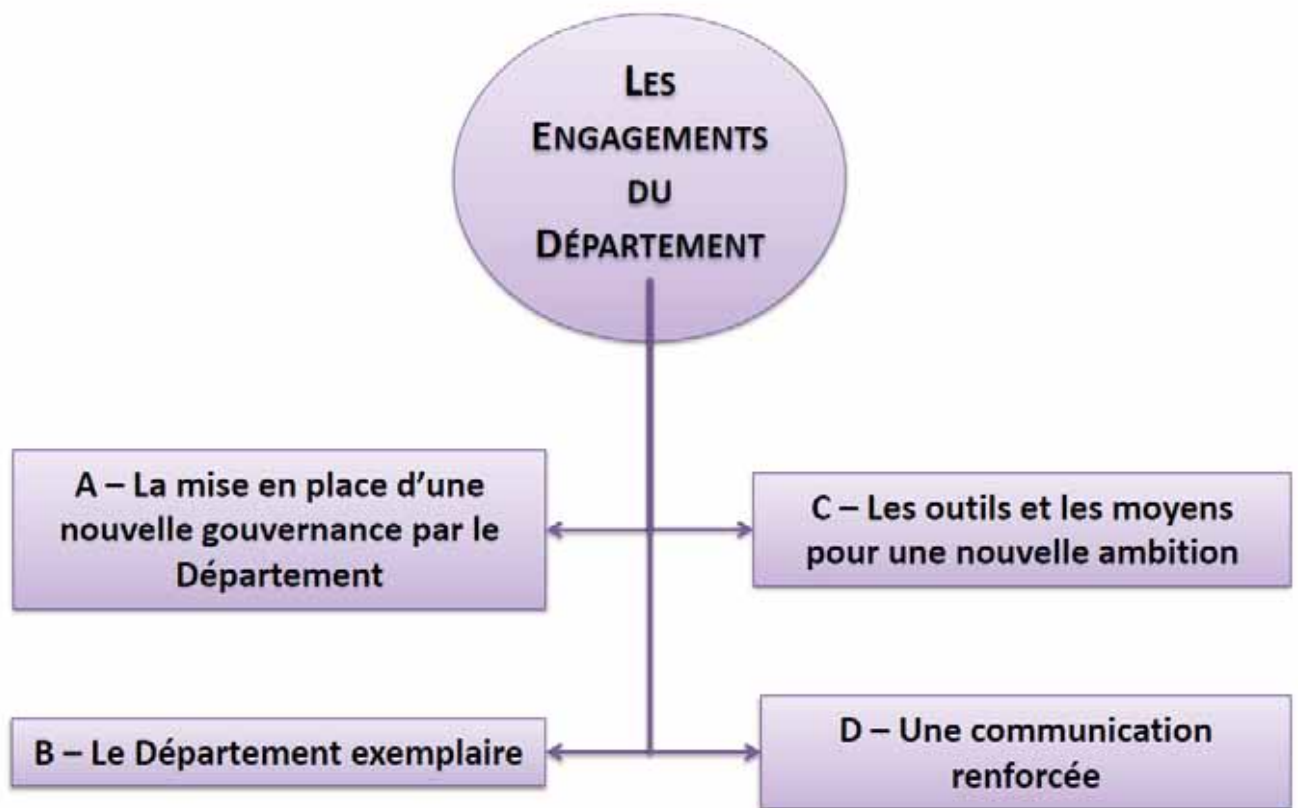 LES
ENGAGEMENTS
DU
DÉPARTEMENT
A – La mise en place d’une
nouvelle gouvernance par le
Département
B – Le Département exemplaire
C – Les outils et les moyens
pour une nouvelle ambition
D – Une communication
renforcée